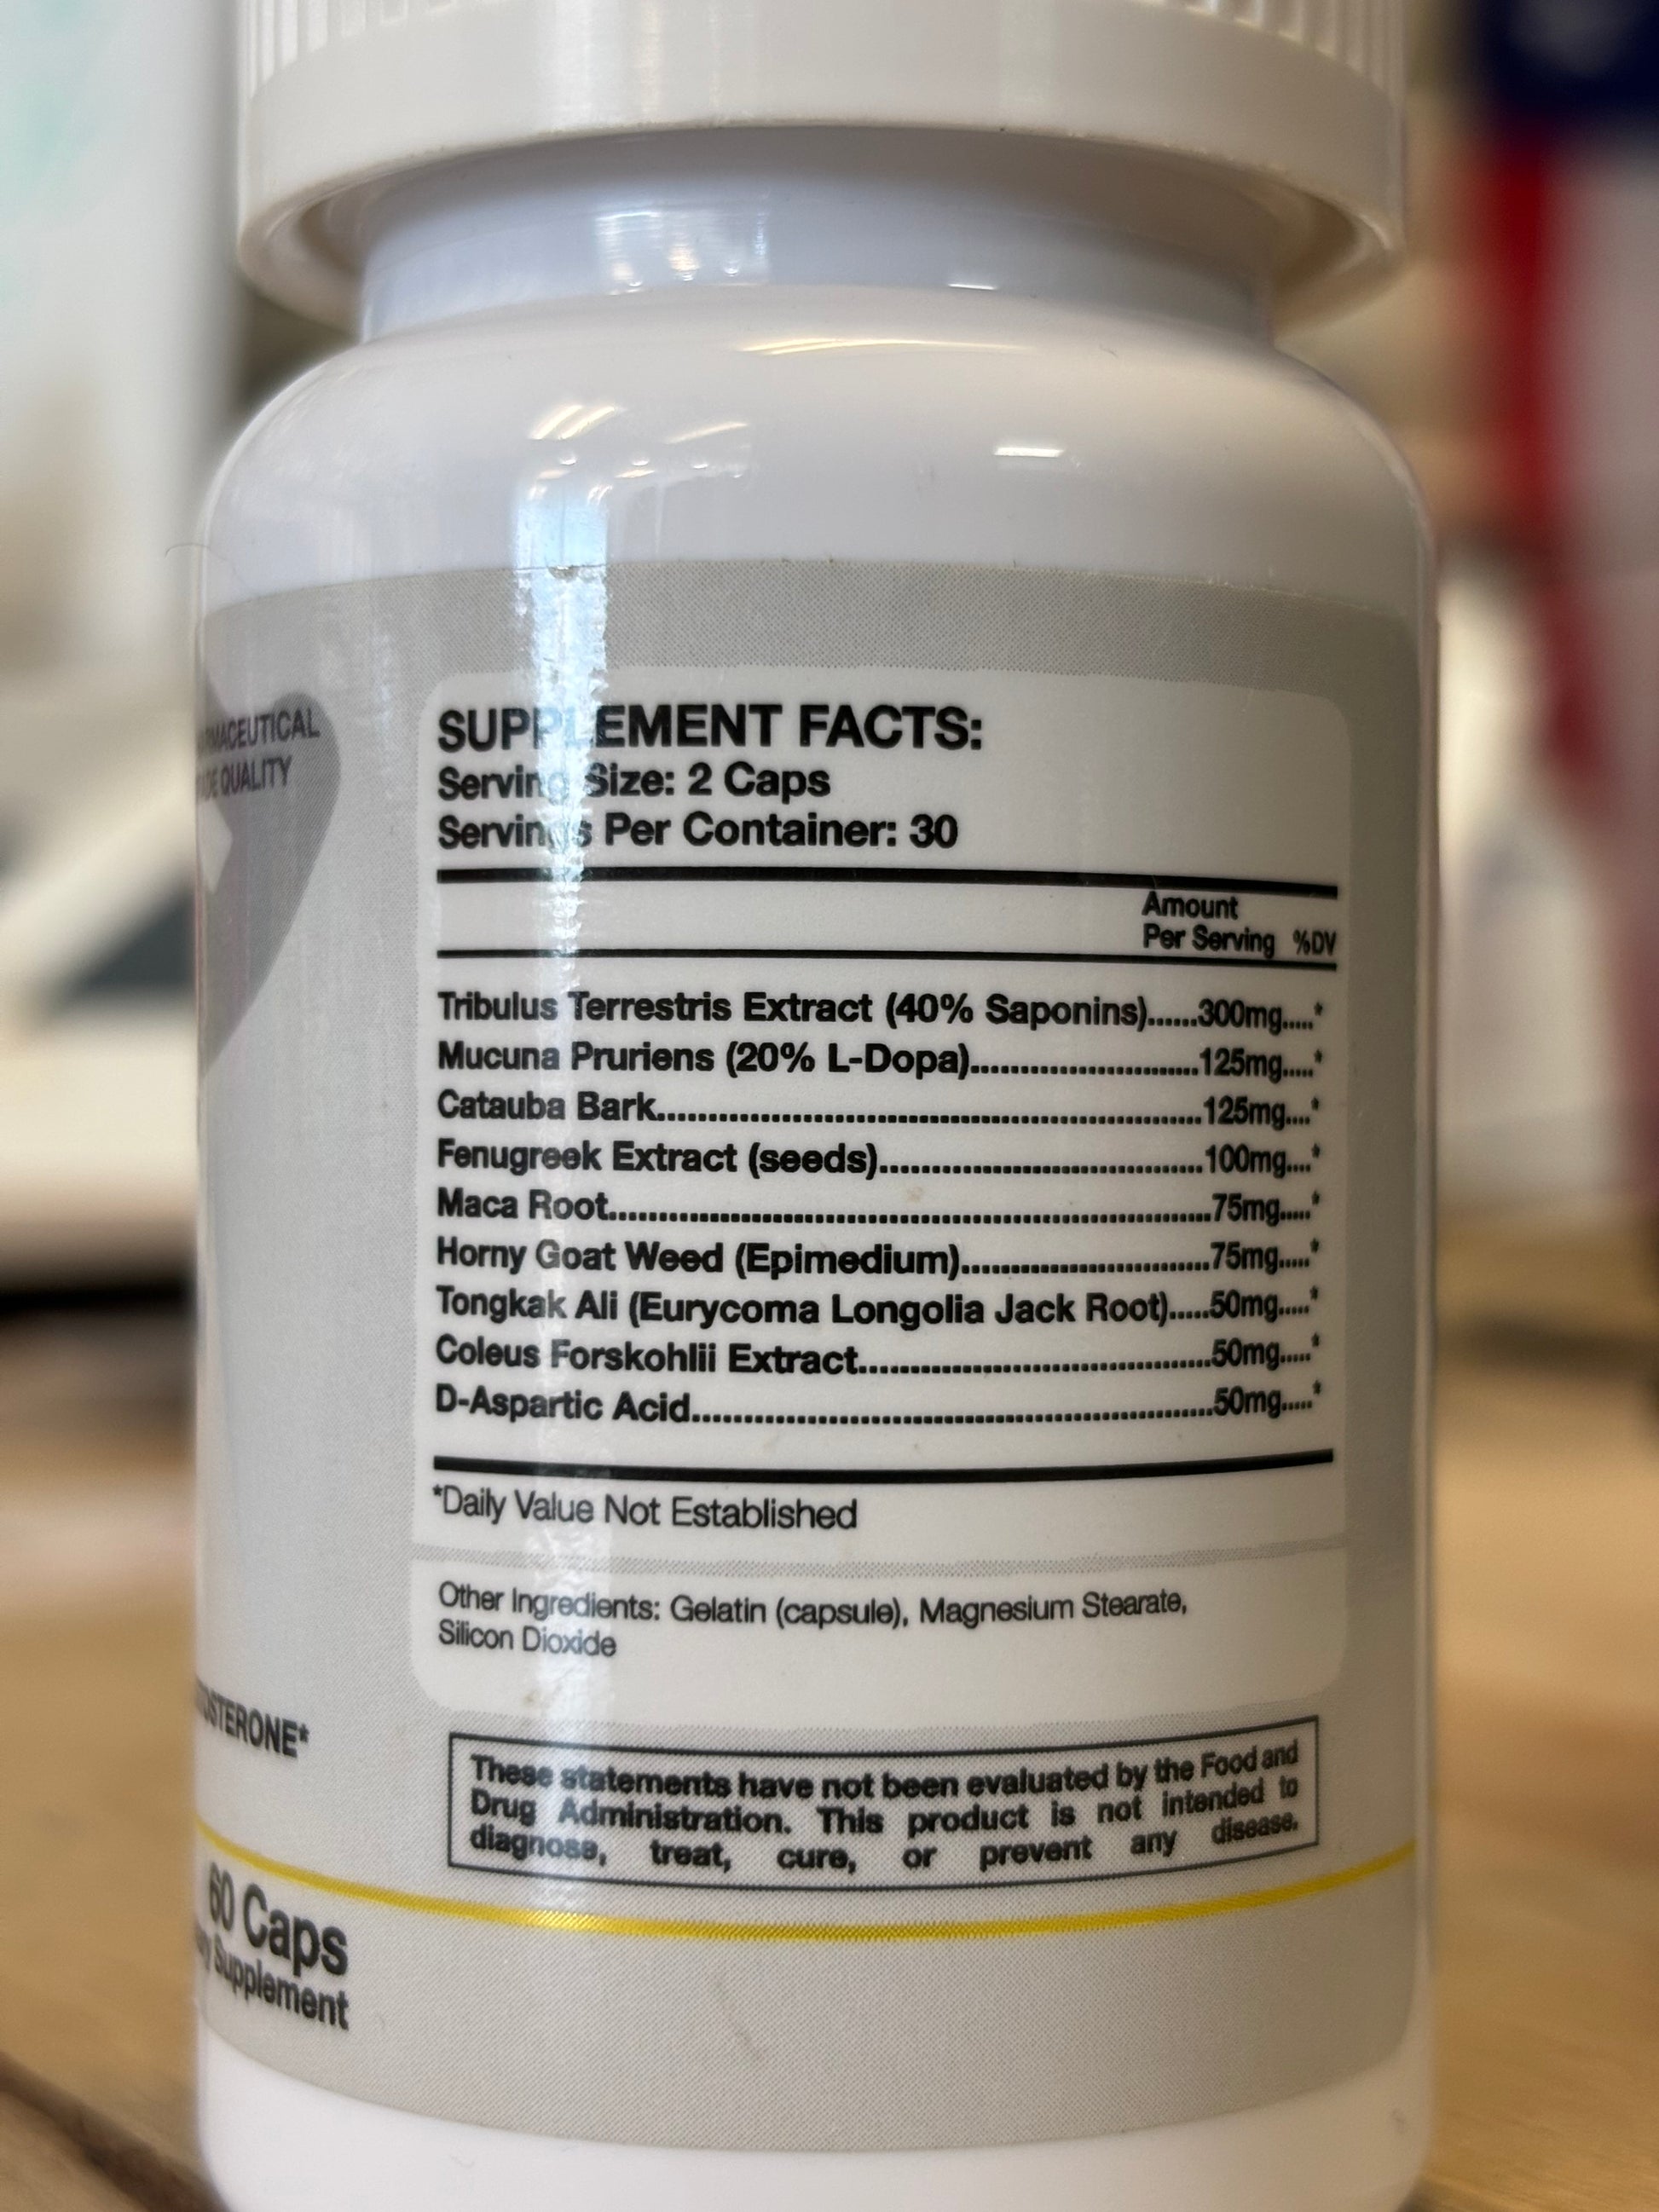 QUALITY
SUPPLEMENT FACTS:
Serving Size: 2 Caps
Servings Per Container: 30
Amount
Per Serving %DV
Tribulus Terrestris Extract (40% Saponins)......300mg.....*
Mucuna Pruriens (20% L-Dopa)..........................125mg.....*
Catauba Bark......................................................125mg....*
Fenugreek Extract (seeds)................................100mg....*
Maca Root............................................................75mg.....*
Horny Goat Weed (Epimedium).........................75mg.....*
Tongkak Ali (Eurycoma Longolia Jack Root).....50mg.....*
Coleus Forskohlii Extract...................................50mg.....*
D-Aspartic Acid....................................................50mg.....*
*Daily Value Not Established
Other Ingredients: Gelatin (capsule), Magnesium Stearate,
Silicon Dioxide
These statements have not been evaluated by the Food and
Drug Administration. This product is not intended to
diagnose, treat, cure, or prevent any disease.
60 Caps
Supplement